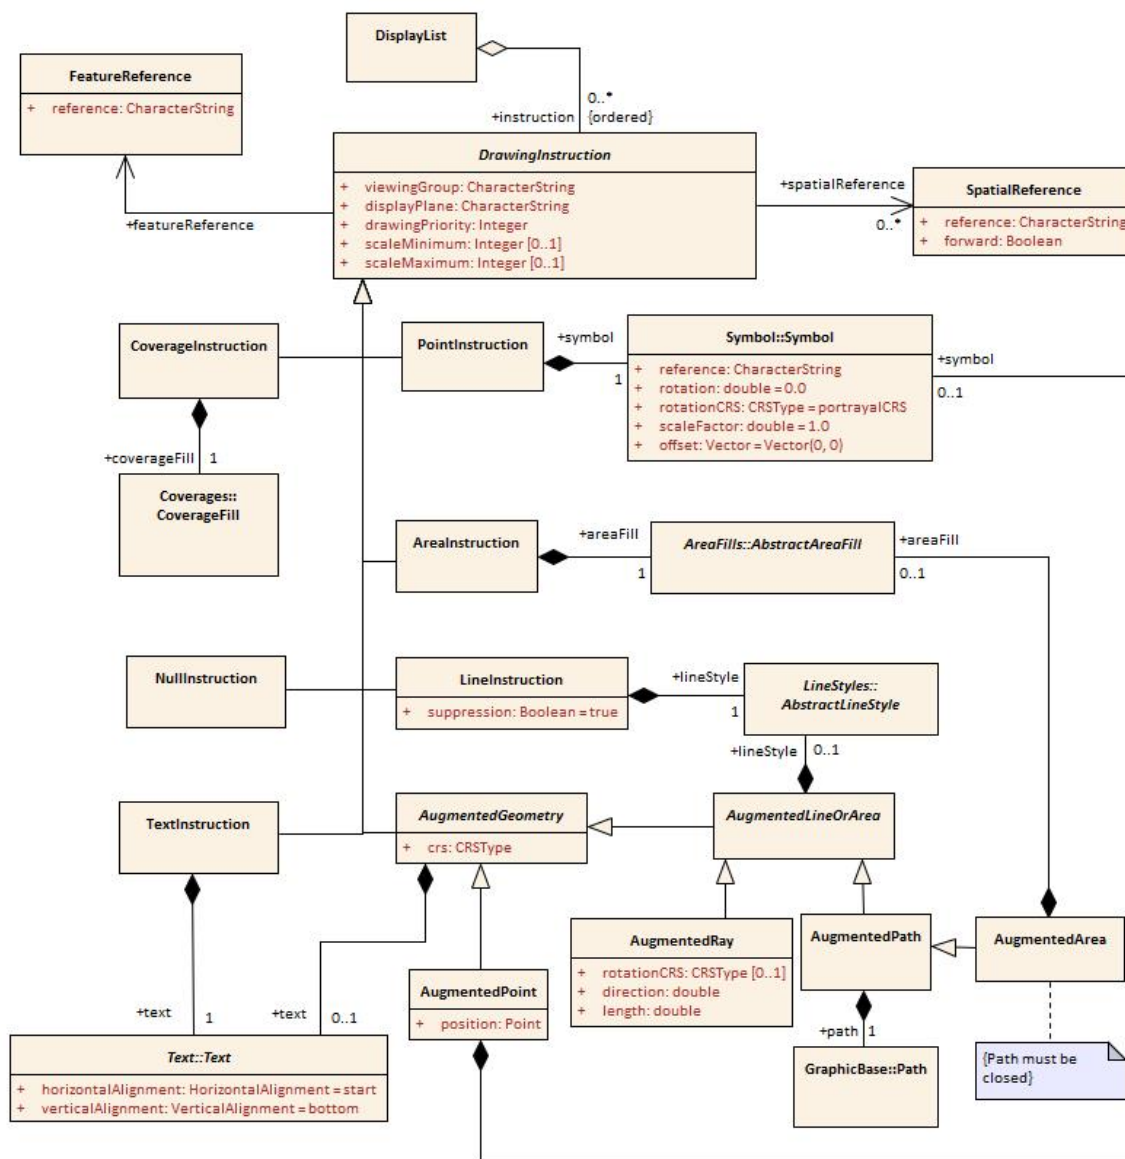 DisplayList
FeatureReference
+ reference: CharacterString
0..*
+instruction {ordered}
DrawingInstruction
+ viewingGroup: CharacterString
+ displayPlane: CharacterString
+ drawingPriority: Integer
+ scaleMinimum: Integer [0..1]
+ scaleMaximum: Integer [0..1]
+featureReference
+spatialReference
0..*
SpatialReference
+ reference: CharacterString
+ forward: Boolean
CoverageInstruction
PointInstruction
+symbol
1
Symbol::Symbol
+ reference: CharacterString
+ rotation: double = 0.0
+ rotationCRS: CRSType = portrayalCRS
+ scaleFactor: double = 1.0
+ offset: Vector = Vector(0, 0)
+symbol
0..1
+coverageFill 1
Coverages::
CoverageFill
AreaInstruction
+areaFill
1
AreaFills::AbstractAreaFill
+areaFill
0..1
NullInstruction
LineInstruction
+ suppression: Boolean = true
+lineStyle
1
LineStyles::
AbstractLineStyle
+lineStyle 0..1
TextInstruction
AugmentedGeometry
+ crs: CRSType
AugmentedLineOrArea
AugmentedRay
+ rotationCRS: CRSType [0..1]
+ direction: double
+ length: double
AugmentedPath
AugmentedArea
AugmentedPoint
+ position: Point
+text 1
+text 0..1
+path 1
Text::Text
+ horizontalAlignment: HorizontalAlignment = start
+ verticalAlignment: VerticalAlignment = bottom
GraphicBase::Path
{Path must be
closed}